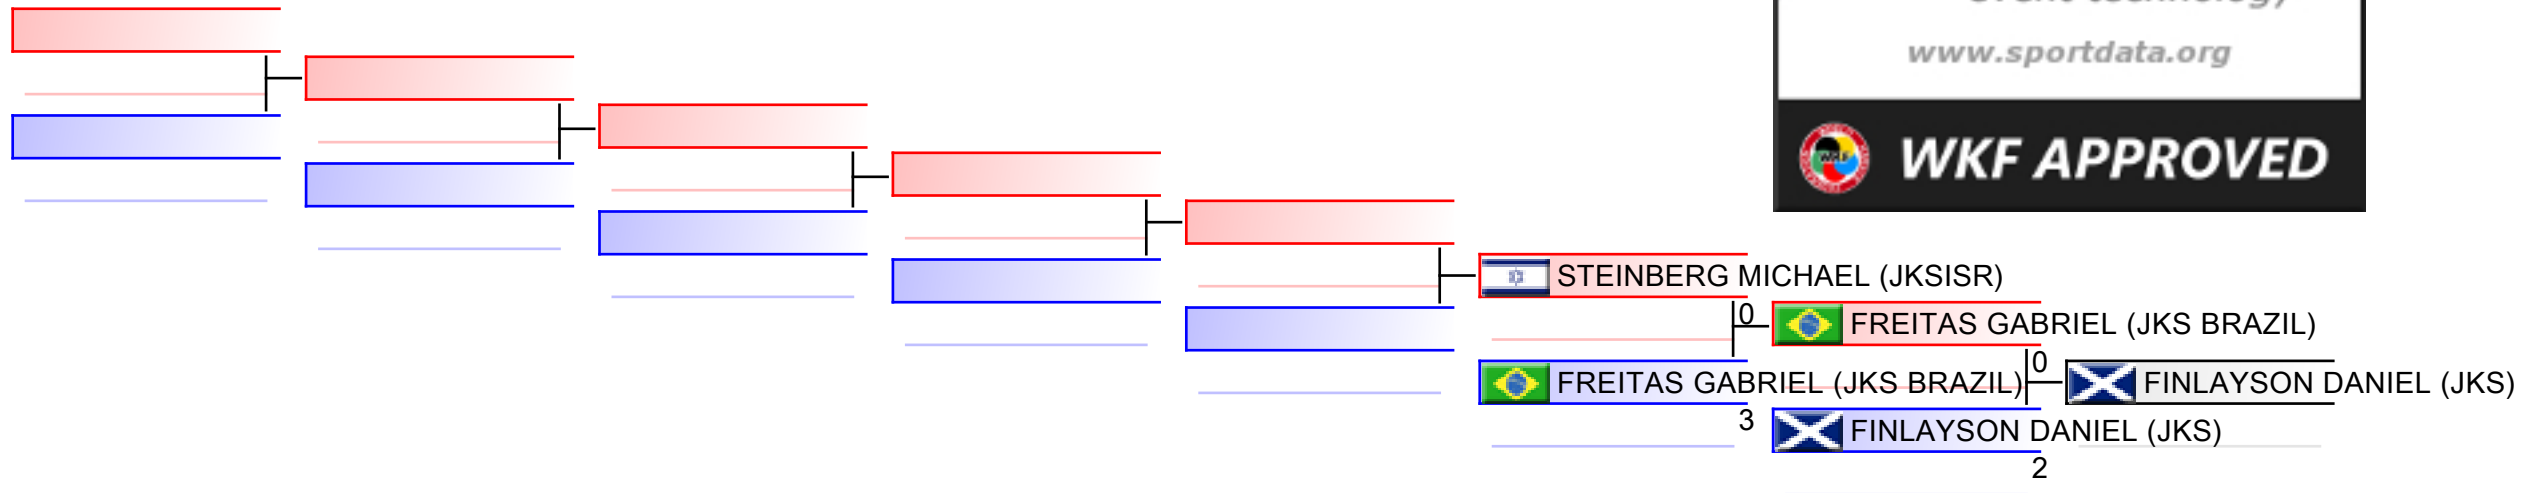 www.sportdata.org
WKF APPROVED
STEINBERG MICHAEL (JKSISR)
0
FREITAS GABRIEL (JKS BRAZIL)
0
FREITAS GABRIEL (JKS BRAZIL)
FINLAYSON DANIEL (JKS)
3
FINLAYSON DANIEL (JKS)
2